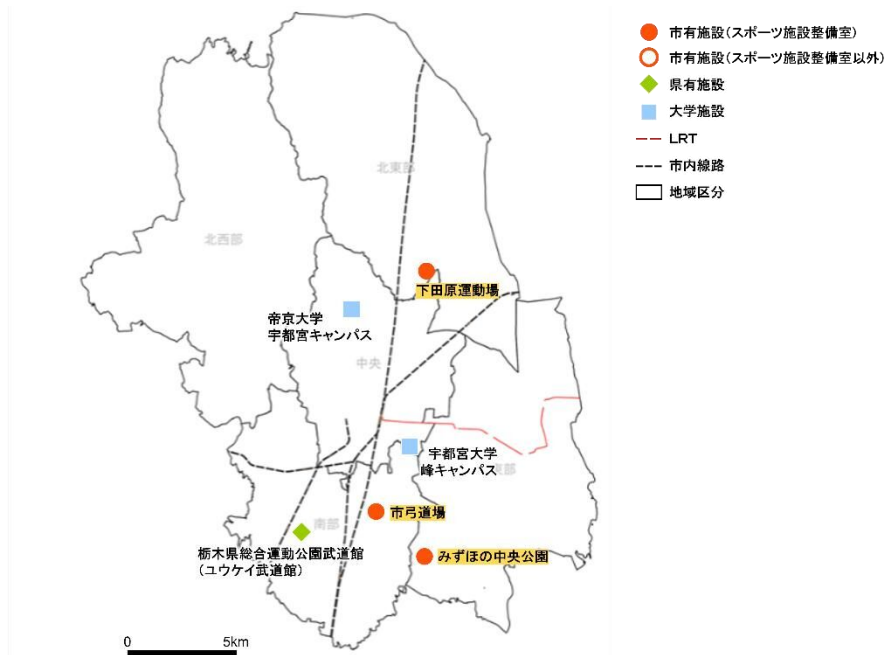 市有施設(スポーツ施設整備室)
市有施設(スポーツ施設整備室以外)
県有施設
大学施設
LRT
市内線路
地域区分
北東部
北西部
下田原運動場
帝京大学
宇都宮キャンパス
中央
宇都宮大学
峰キャンパス
東部
市弓道場
南部
栃木県総合運動公園武道館
(ユウケイ武道館)
みずほの中央公園
0 5km